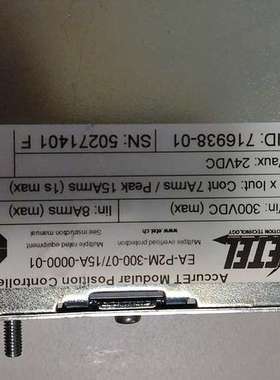 AccurET Modular Position Controlle
EA-P2M-300-07/15A-0000-01
ETEL
MOTION TECHNOLOGY
Multiple overload protection
Multiple rated equipment
www.etel.ch
See instruction manual
in: 300VDC (max)
Iin: 8Arms (max)
x Iout: Cont 7Arms / Peak 15Arms (1s max)
aux: 24VDC
ID: 716938-01
SN: 50271401 F